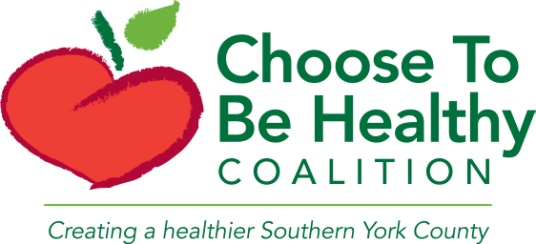 Choose To
Be Healthy
COALITION
Creating a healthier Southern York County